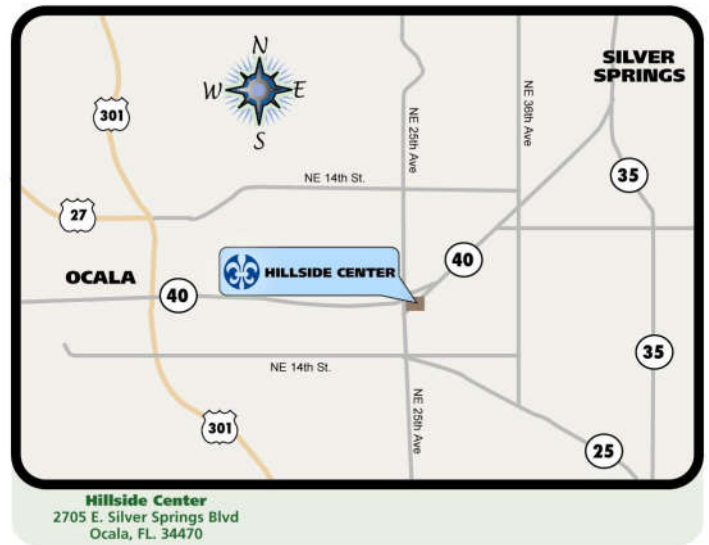 N
W
E
S
SILVER
SPRINGS
301
NE 25th Ave
NE 36th Ave
35
NE 14th St.
27
HILLSIDE CENTER
40
OCALA
40
35
NE 14th St.
NE 25th Ave
301
25
Hillside Center
2705 E. Silver Springs Blvd
Ocala, FL. 34470